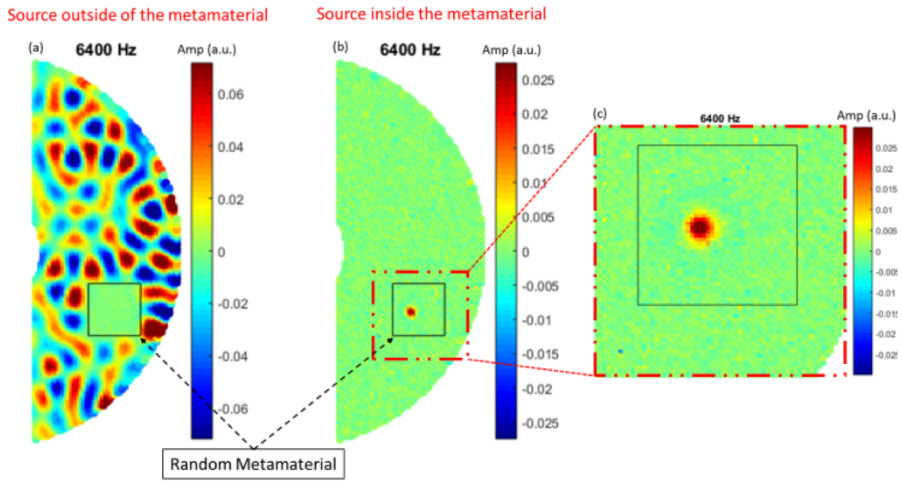 Source outside of the metamaterial
Source inside the metamaterial
(a)
6400 Hz
Amp (a.u.)
0.06
0.04
0.02
0
-0.02
-0.04
-0.06
(b)
6400 Hz
Amp (a.u.)
0.025
0.02
0.015
0.01
0.005
0
-0.005
-0.01
-0.015
-0.02
-0.025
(c)
6400 Hz
Amp (a.u.)
0.025
0.02
0.015
0.01
0.005
0
-0.005
-0.01
-0.015
-0.02
-0.025
Random Metamaterial